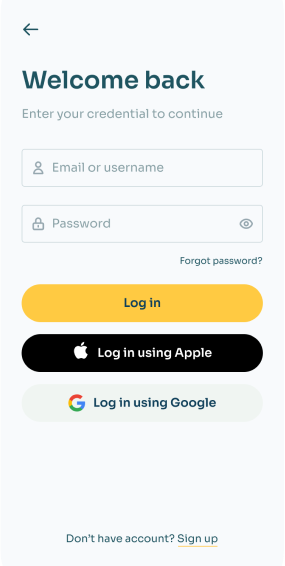 Welcome back
Enter your credential to continue
Email or username
Password
Forgot password?
Log in
Log in using Apple
Log in using Google
Don't have account? Sign up